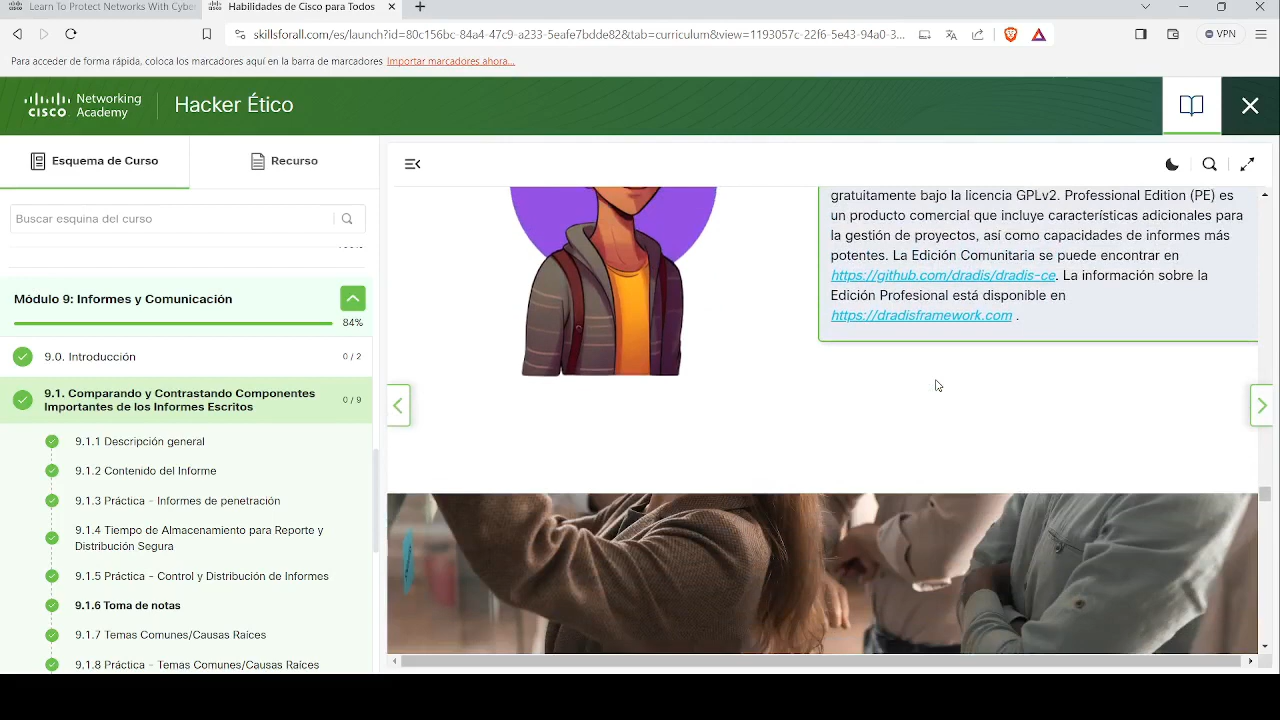 Learn To Protect Networks With Cyber
Habilidades de Cisco para Todos
skillsforall.com/es/launch?id=80c156bc-84a4-47c9-a233-5eafe7bdde82&tab=curriculum&view=1193057c-22f6-5e43-94a0-3...
VPN
Para acceder de forma rápida, coloca los marcadores aquí en la barra de marcadores Importar marcadores ahora...
Networking
CISCO Academy
Hacker Ético
Esquema de Curso
Recurso
Buscar esquina del curso
Módulo 9: Informes y Comunicación
84%
9.0. Introducción
0 / 2
9.1. Comparando y Contrastando Componentes
Importantes de los Informes Escritos
0 / 9
9.1.1 Descripción general
9.1.2 Contenido del Informe
9.1.3 Práctica - Informes de penetración
9.1.4 Tiempo de Almacenamiento para Reporte y
Distribución Segura
9.1.5 Práctica - Control y Distribución de Informes
9.1.6 Toma de notas
9.1.7 Temas Comunes/Causas Raíces
9.1.8 Práctica - Temas Comunes/Causas Raíces
gratuitamente bajo la licencia GPLv2. Professional Edition (PE) es
un producto comercial que incluye características adicionales para
la gestión de proyectos, así como capacidades de informes más
potentes. La Edición Comunitaria se puede encontrar en
https://github.com/dradis/dradis-ce. La información sobre la
Edición Profesional está disponible en
https://dradisframework.com .